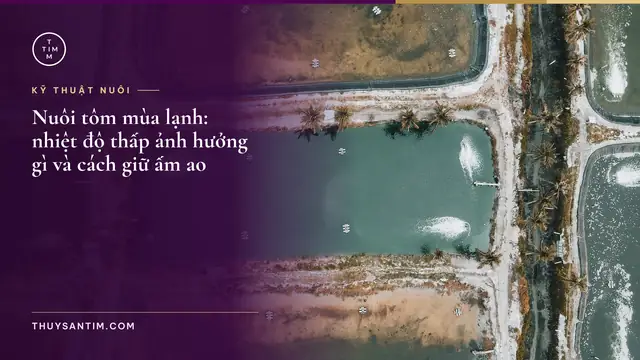 T
TIM
M
KỸ THUẬT NUÔI
Nuôi tôm mùa lạnh:
nhiệt độ thấp ảnh hưởng
gì và cách giữ ấm ao
THUYSANTIM.COM